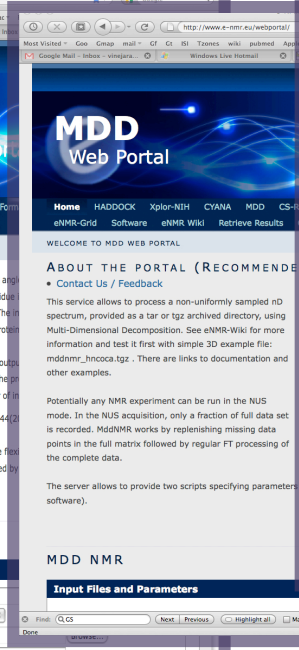 http://www.e-nmr.eu/webportal/
Most Visited Goo Gmap mail Gf Gt ISI Tzones wiki pubmed App
Google Mail - Inbox - vinejara... Windows Live Hotmail
MDD
Web Portal
Home HADDOCK Xplor-NIH CYANA MDD CS-R
eNMR-Grid Software eNMR Wiki Retrieve Results
WELCOME TO MDD WEB PORTAL
ABOUT THE PORTAL (RECOMMENDE
Contact Us / Feedback
This service allows to process a non-uniformly sampled nD
spectrum, provided as a tar or tgz archived directory, using
Multi-Dimensional Decomposition. See eNMR-Wiki for more
information and test it first with simple 3D example file:
mddnmr_hncoca.tgz . There are links to documentation and
other examples.
Potentially any NMR experiment can be run in the NUS
mode. In the NUS acquisition, only a fraction of full data set
is recorded. MddNMR works by replenishing missing data
points in the full matrix followed by regular FT processing of
the complete data.
The server allows to provide two scripts specifying parameters
software).
MDD NMR
Input Files and Parameters
Find: GS Next Previous Highlight all Ma
Done
Browse...